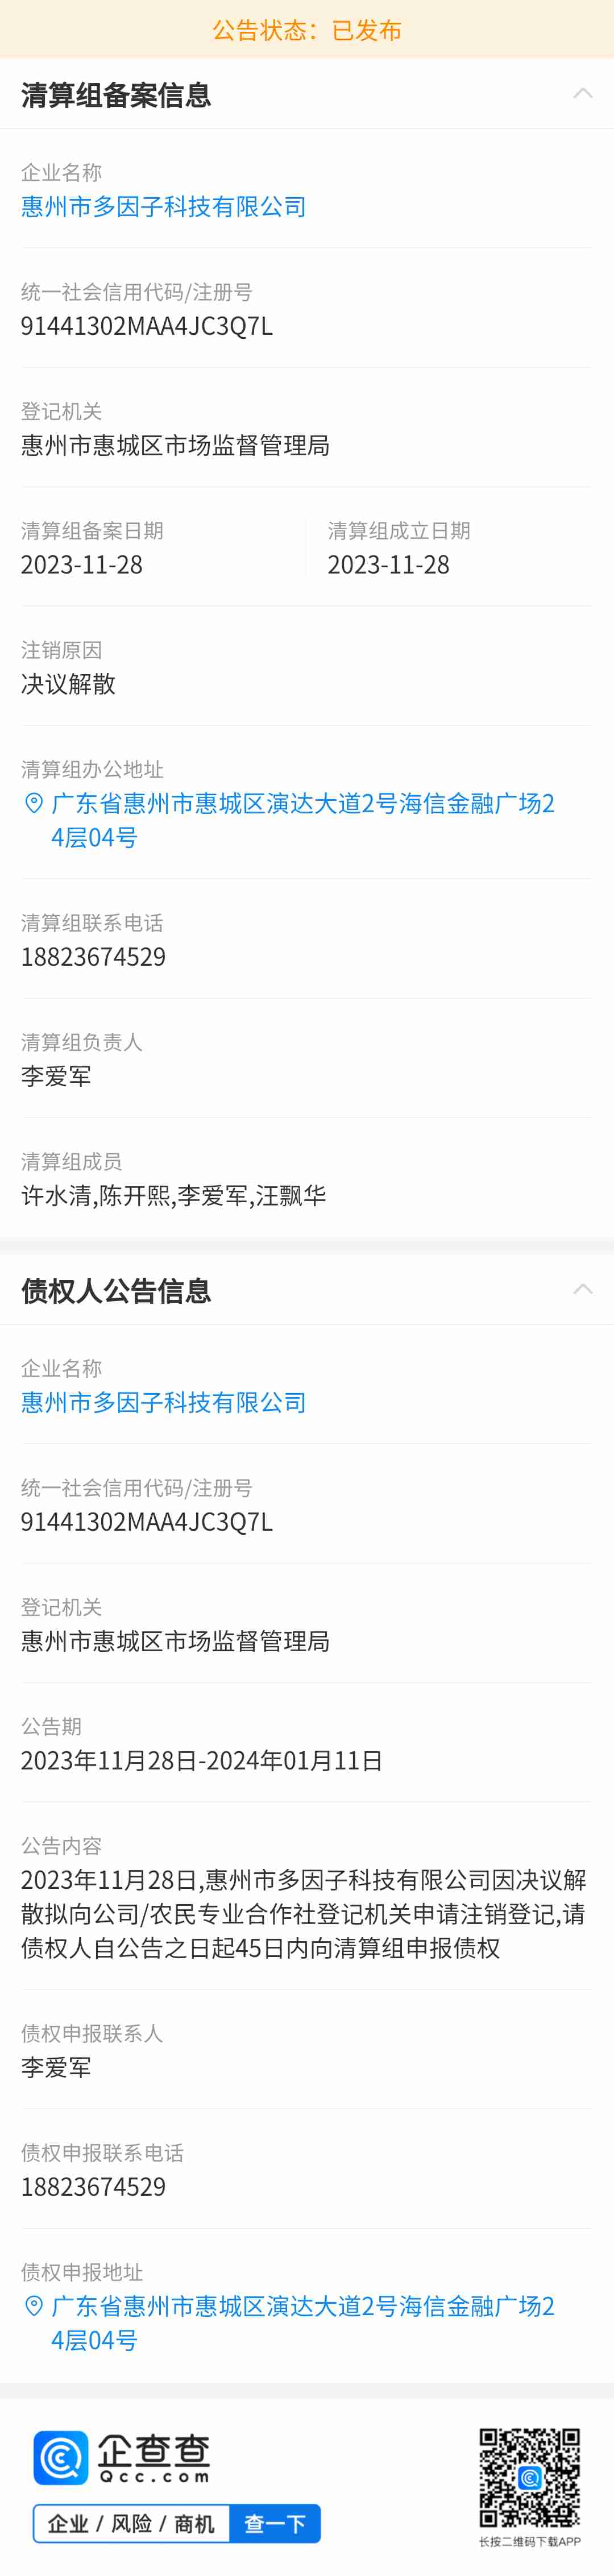 公告状态：已发布
清算组备案信息
企业名称
惠州市多因子科技有限公司
统一社会信用代码/注册号
91441302MAA4JC3Q7L
登记机关
惠州市惠城区市场监督管理局
清算组备案日期
清算组成立日期
2023-11-28
2023-11-28
注销原因
决议解散
清算组办公地址
广东省惠州市惠城区演达大道2号海信金融广场2
4层04号
清算组联系电话
18823674529
清算组负责人
李爱军
清算组成员
许水清,陈开熙,李爱军,汪飘华
债权人公告信息
企业名称
惠州市多因子科技有限公司
统一社会信用代码/注册号
91441302MAA4JC3Q7L
登记机关
惠州市惠城区市场监督管理局
公告期
2023年11月28日-2024年01月11日
公告内容
2023年11月28日,惠州市多因子科技有限公司因决议解
散拟向公司/农民专业合作社登记机关申请注销登记,请
债权人自公告之日起45日内向清算组申报债权
债权申报联系人
李爱军
债权申报联系电话
18823674529
债权申报地址
广东省惠州市惠城区演达大道2号海信金融广场2
4层04号
企查查
Qcc.com
企业 / 风险 / 商机 查一下
长按二维码下载APP